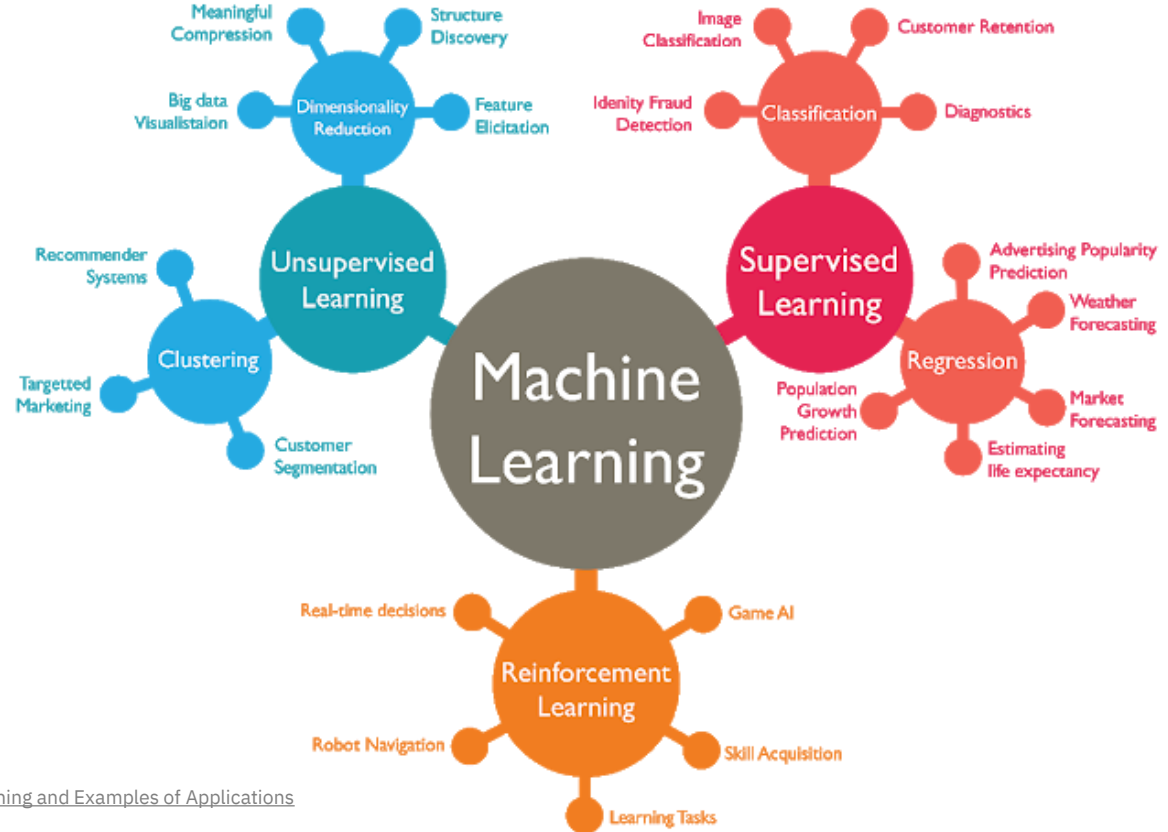 Meaningful
Compression
Structure
Discovery
Big data
Visualistaion
Dimensionality
Reduction
Feature
Elicitation
Image
Classification
Customer Retention
Idenity Fraud
Detection
Classification
Diagnostics
Recommender
Systems
Unsupervised
Learning
Clustering
Targetted
Marketing
Customer
Segmentation
Machine
Learning
Supervised
Learning
Advertising Popularity
Prediction
Weather
Forecasting
Regression
Population
Growth
Prediction
Market
Forecasting
Estimating
life expectancy
Real-time decisions
Game AI
Reinforcement
Learning
Robot Navigation
Skill Acquisition
Learning Tasks
and Examples of Applications